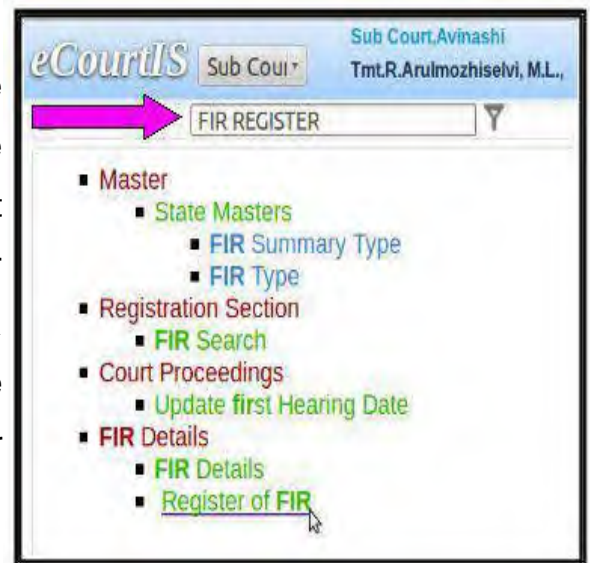 Sub Court,Avinashi
eCourtIS Sub Cour Tmt.R.Arulmozhiselvi, M.L.,
FIR REGISTER
Master
State Masters
FIR Summary Type
FIR Type
Registration Section
FIR Search
Court Proceedings
Update first Hearing Date
FIR Details
FIR Details
Register of FIR